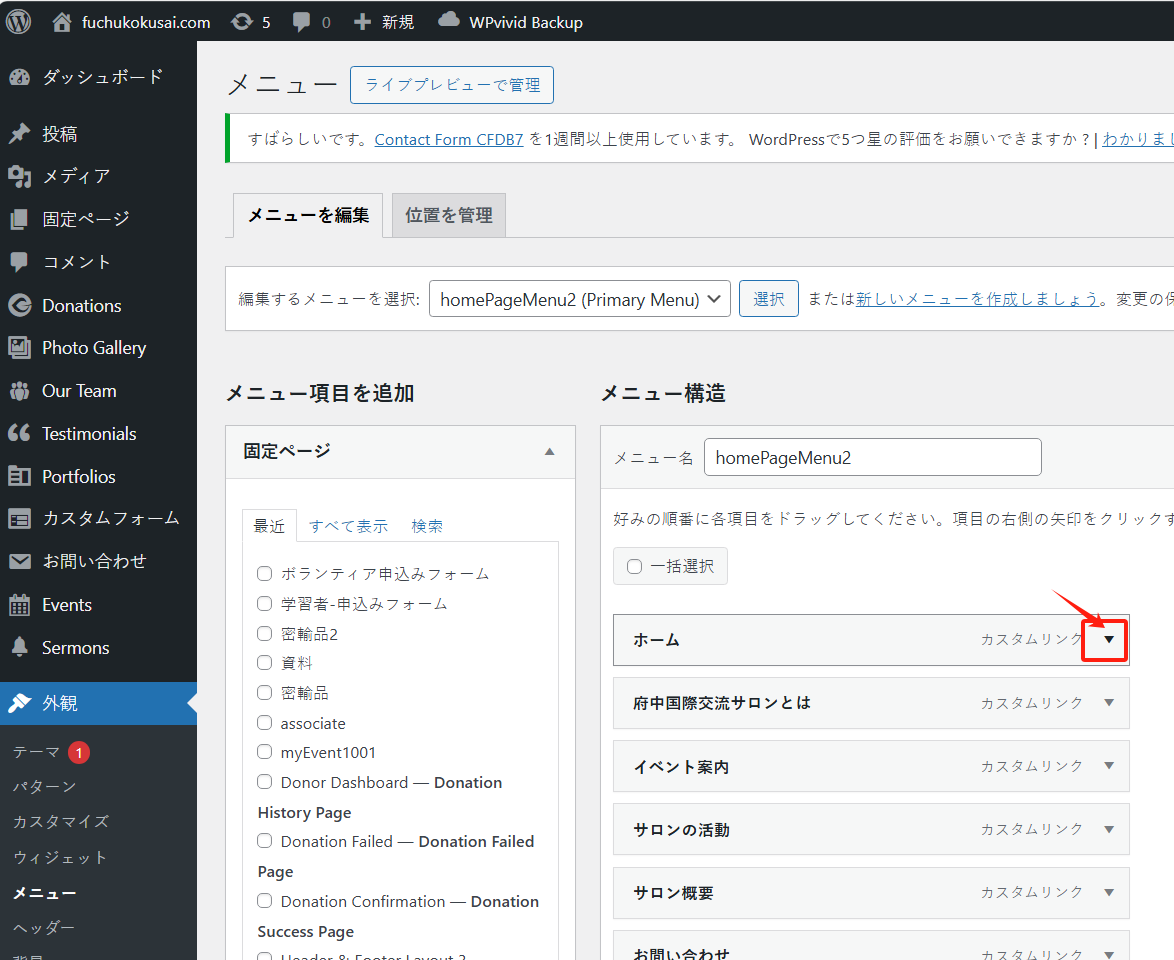 fuchukokusai.com 5 0 新規 WPvivid Backup
ダッシュボード
投稿
メディア
固定ページ
コメント
Donations
Photo Gallery
Our Team
Testimonials
Portfolios
カスタムフォーム
お問い合わせ
Events
Sermons
外観
テーマ 1
パターン
カスタマイズ
ウィジェット
メニュー
ヘッダー
メニュー ライブプレビューで管理
すばらしいです。 Contact Form CFDB7 を1週間以上使用しています。 WordPressで5つ星の評価をお願いできますか ? | わかりまし
メニューを編集 位置を管理
編集するメニューを選択: homePageMenu2 (Primary Menu) 選択 または新しいメニューを作成しましょう。変更の保
メニュー項目を追加
固定ページ
最近 すべて表示 検索
ボランティア申込みフォーム
学習者-申込みフォーム
密輸品2
資料
密輸品
associate
myEvent1001
Donor Dashboard — Donation
History Page
Donation Failed — Donation Failed
Page
Donation Confirmation — Donation
Success Page
Header & Footer Layout 2
メニュー構造
メニュー名 homePageMenu2
好みの順番に各項目をドラッグしてください。項目の右側の矢印をクリックす
一括選択
ホーム カスタムリンク
府中国際交流サロンとは カスタムリンク
イベント案内 カスタムリンク
サロンの活動 カスタムリンク
サロン概要 カスタムリンク
お問い合わせ カスタムリンク